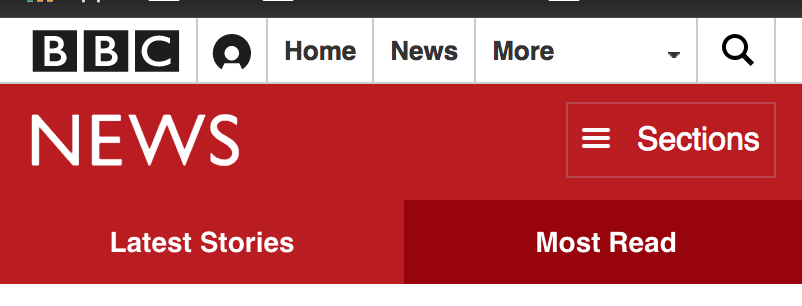 BBC Home News More
NEWS Sections
Latest Stories Most Read